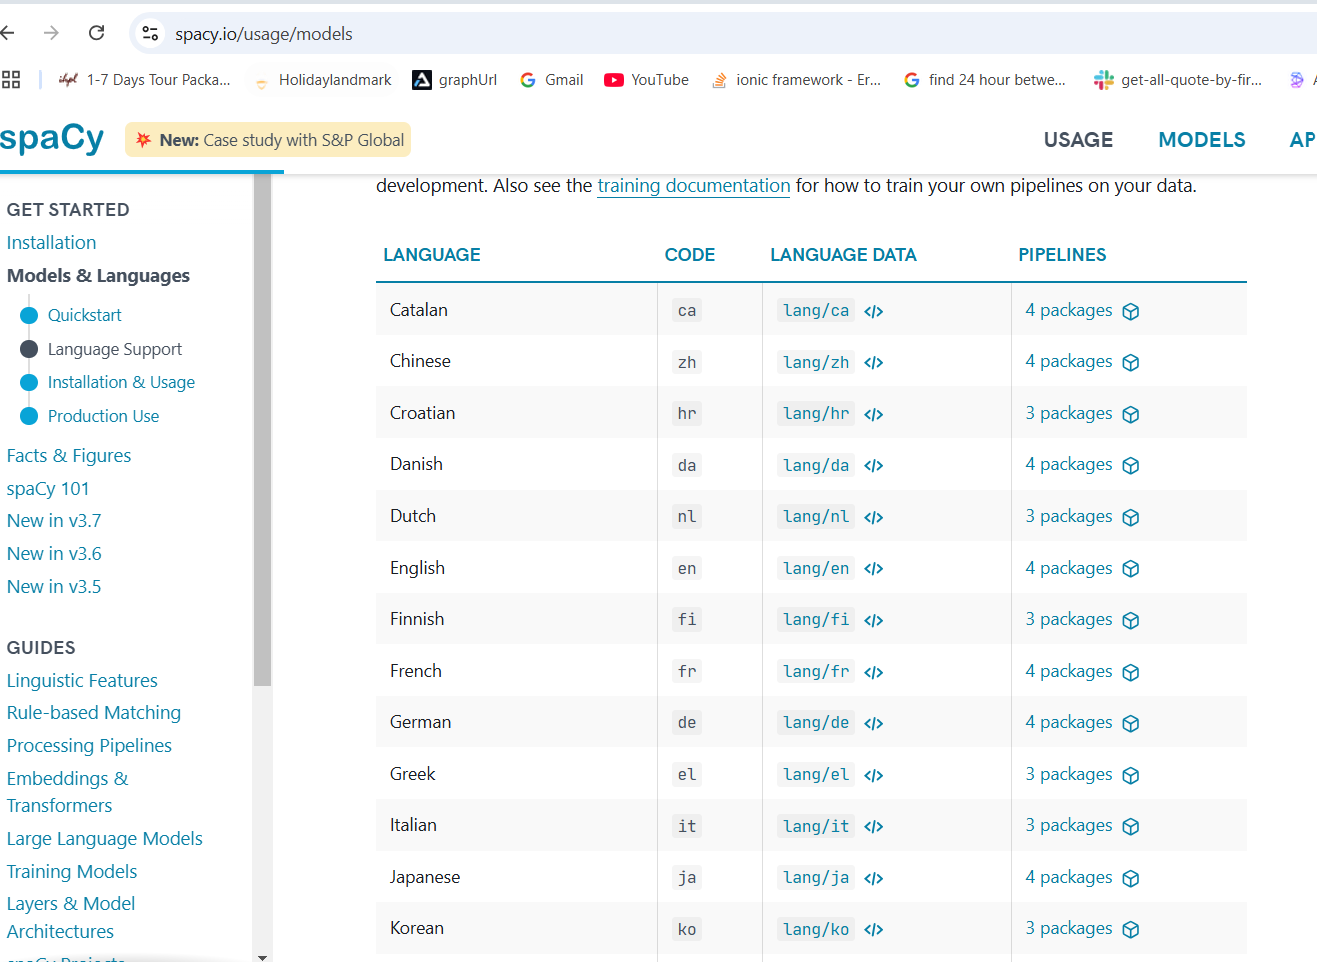 spacy.io/usage/models
1-7 Days Tour Packa... Holidaylandmark graphUrl Gmail YouTube ionic framework - Er... find 24 hour betwe... get-all-quote-by-fir...
spaCy New: Case study with S&P Global USAGE MODELS AP
development. Also see the training documentation for how to train your own pipelines on your data.
GET STARTED
Installation
Models & Languages
Quickstart
Language Support
Installation & Usage
Production Use
Facts & Figures
spaCy 101
New in v3.7
New in v3.6
New in v3.5
GUIDES
Linguistic Features
Rule-based Matching
Processing Pipelines
Embeddings &
Transformers
Large Language Models
Training Models
Layers & Model
Architectures
spaCy Projects
LANGUAGE CODE LANGUAGE DATA PIPELINES
Catalan ca lang/ca </> 4 packages
Chinese zh lang/zh </> 4 packages
Croatian hr lang/hr </> 3 packages
Danish da lang/da </> 4 packages
Dutch nl lang/nl </> 3 packages
English en lang/en </> 4 packages
Finnish fi lang/fi </> 3 packages
French fr lang/fr </> 4 packages
German de lang/de </> 4 packages
Greek el lang/el </> 3 packages
Italian it lang/it </> 3 packages
Japanese ja lang/ja </> 4 packages
Korean ko lang/ko </> 3 packages